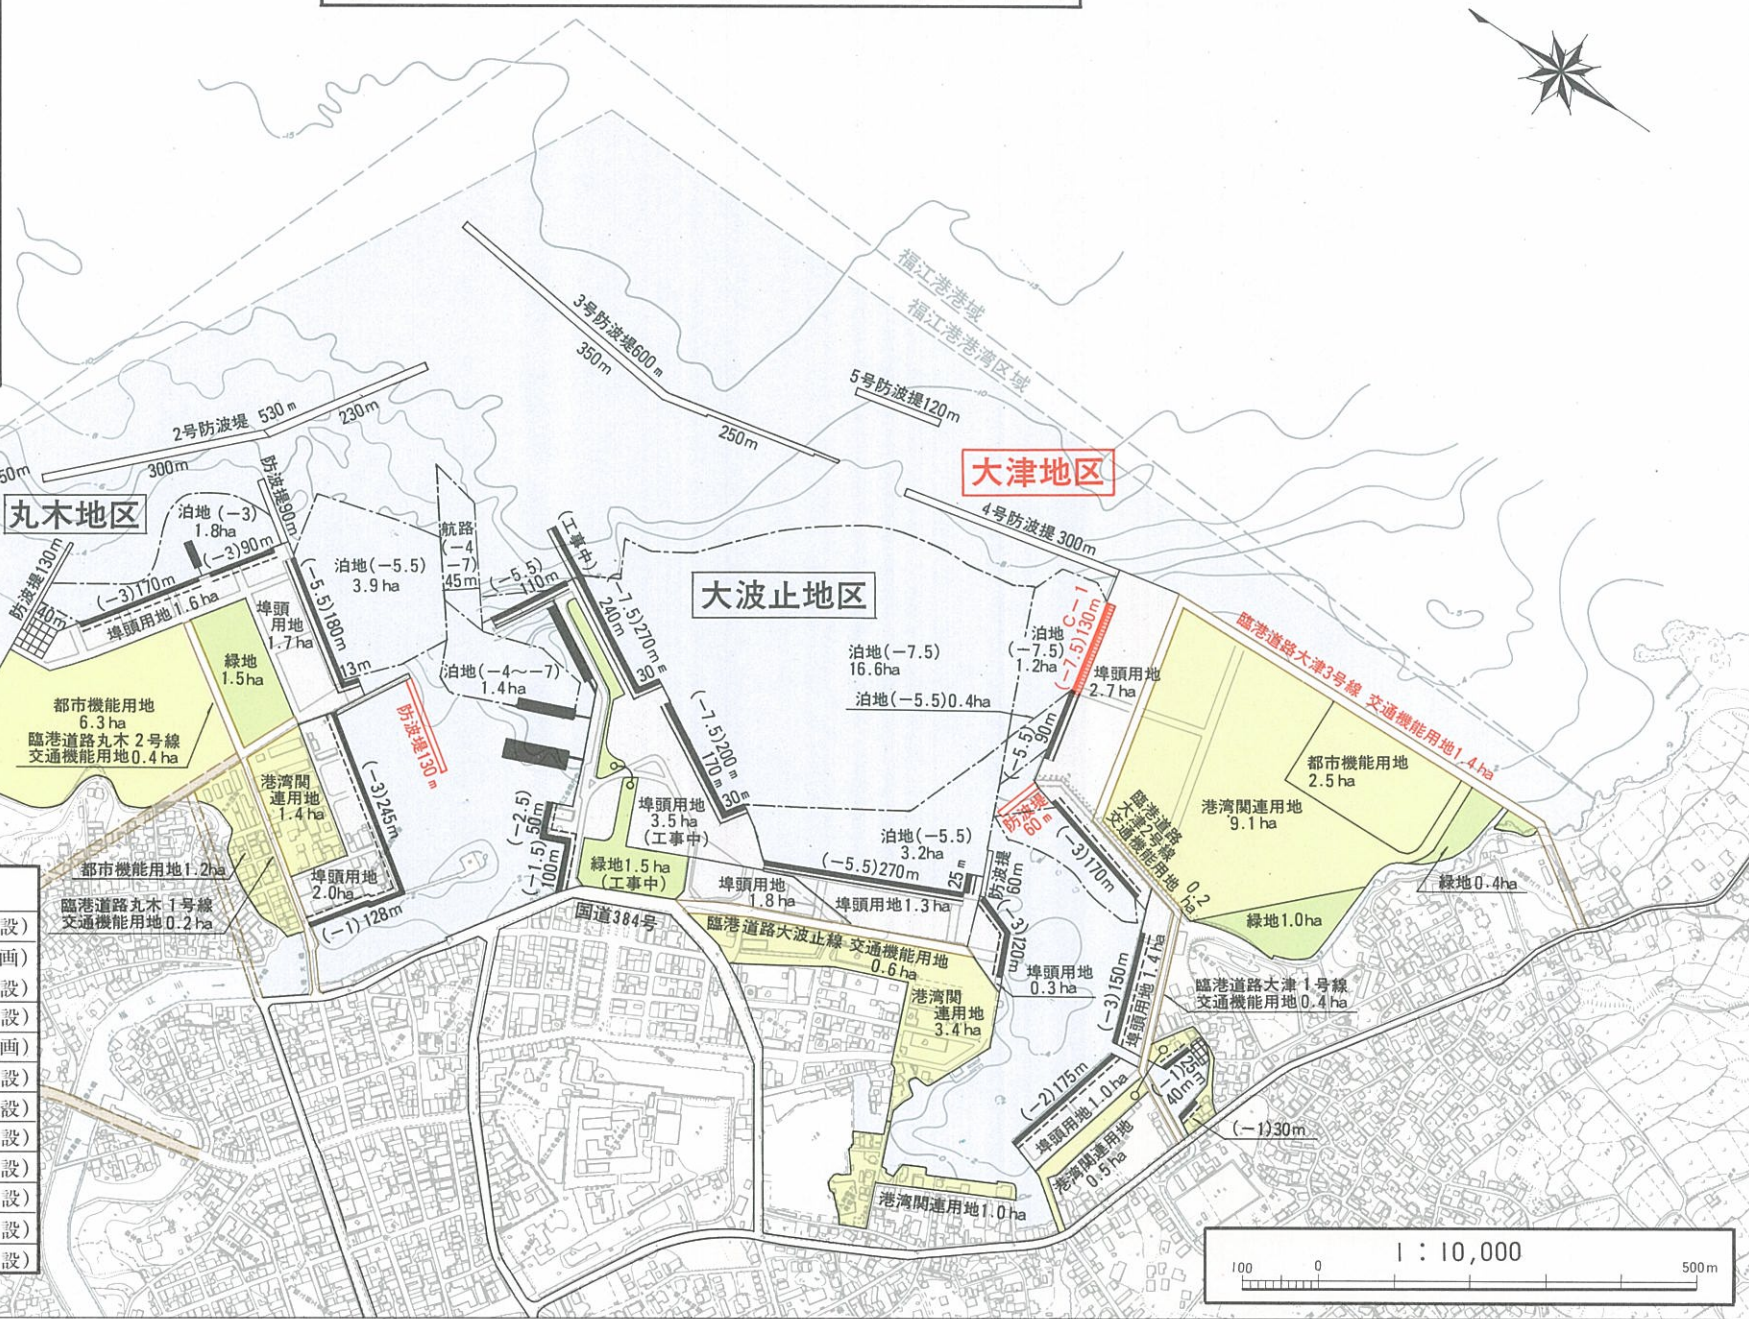 福江港港域
福江港港湾区域
3号防波堤600m
350m
250m
5号防波堤120m
2号防波堤 530m
230m
300m
50m
大津地区
4号防波堤300m
丸木地区
防波堤90m
泊地(-3)
1.8ha
(-3)90m
防波堤130m
40m
(-3)170m
埠頭用地1.6ha
泊地(-5.5)
3.9ha
航路
(-4
-7)
45m
(-5.5)
110m
(工事中)
(-7.5)270m
240m
30m
大波止地区
埠頭
用地
1.7ha
(-5.5)180m
13m
緑地
1.5ha
泊地(-4~-7)
1.4ha
泊地(-7.5)
16.6ha
泊地(-5.5)0.4ha
泊地
(-7.5)
1.2ha
C-1
(-7.5)130m
埠頭用地
2.7ha
臨港道路大津3号線 交通機能用地1.4ha
都市機能用地
6.3ha
臨港道路丸木2号線
交通機能用地0.4ha
防波堤130m
(-7.5)200m
170m
30m
(-5.5)
90m
都市機能用地
2.5ha
港湾関連用地
9.1ha
港湾関
連用地
1.4ha
(-3)245m
(-2.5)
50m
(-1.5)
100m
埠頭用地
3.5ha
(工事中)
防波堤
60m
臨港道路
大津2号線
交通機能用地
0.2
ha
泊地(-5.5)
3.2ha
(-5.5)270m
25m
防波堤
60m
(-3)170m
都市機能用地1.2ha
臨港道路丸木1号線
交通機能用地0.2ha
埠頭用地
2.0ha
(-1)128m
緑地1.5ha
(工事中)
埠頭用地
1.8ha
埠頭用地1.3ha
国道384号
緑地0.4ha
緑地1.0ha
臨港道路大波止線 交通機能用地
0.6ha
(-3)120m
埠頭用地
0.3ha
港湾関
連用地
3.4ha
(-3)150m
埠頭用地1.4ha
臨港道路大津1号線
交通機能用地0.4ha
(-2)175m
埠頭用地1.0ha
(-1)25m
40m
(-1)30m
港湾関連用地
0.5ha
港湾関連用地1.0ha
設)
画)
設)
設)
画)
設)
設)
設)
設)
設)
設)
設)
1:10,000
100 0 500m